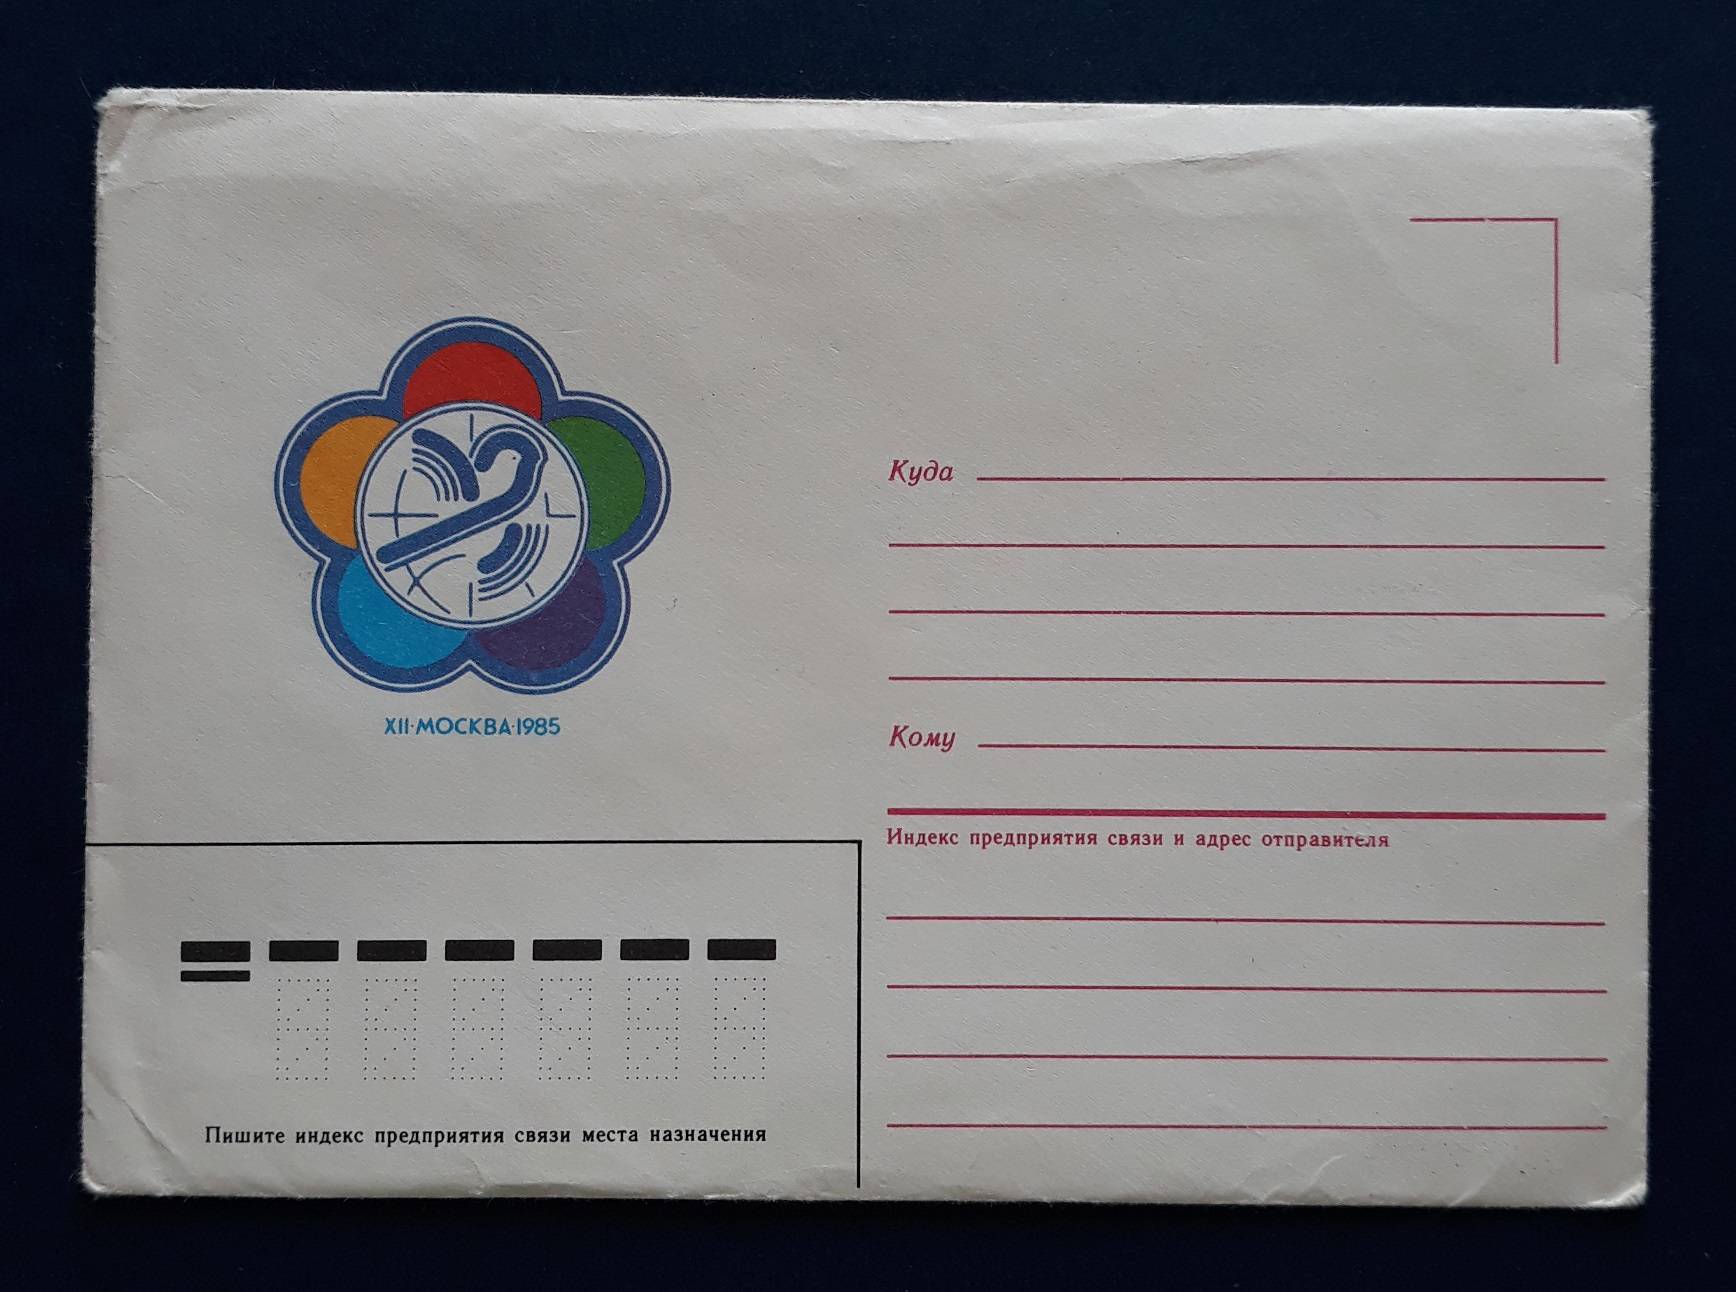 XII·МОСКВА·1985
Куда
Кому
Индекс предприятия связи и адрес отправителя
Пишите индекс предприятия связи места назначения